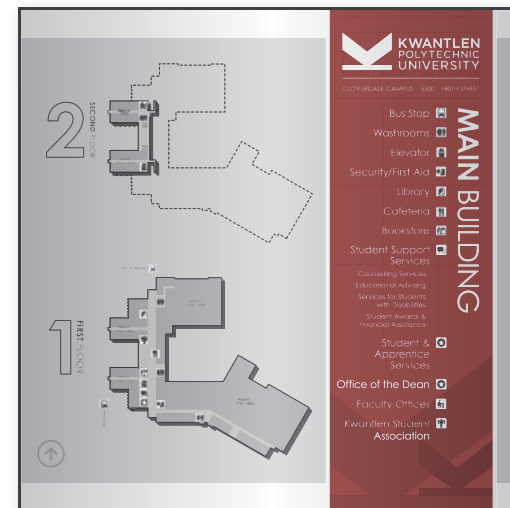 KWANTLEN
POLYTECHNIC
UNIVERSITY
CLOVERDALE CAMPUS 5500 180TH STREET
MAIN BUILDING
Bus Stop
Washrooms
Elevator
Security/First Aid
Library
Cafeteria
Bookstore
Student Support
Services
Counselling Services
Educational Advising
Services for Students
with Disabilities
Student Awards &
Financial Assistance
Student &
Apprentice
Services
Office of the Dean
Faculty Offices
Kwantlen Student
Association
2
SECOND FLOOR
1
FIRST FLOOR